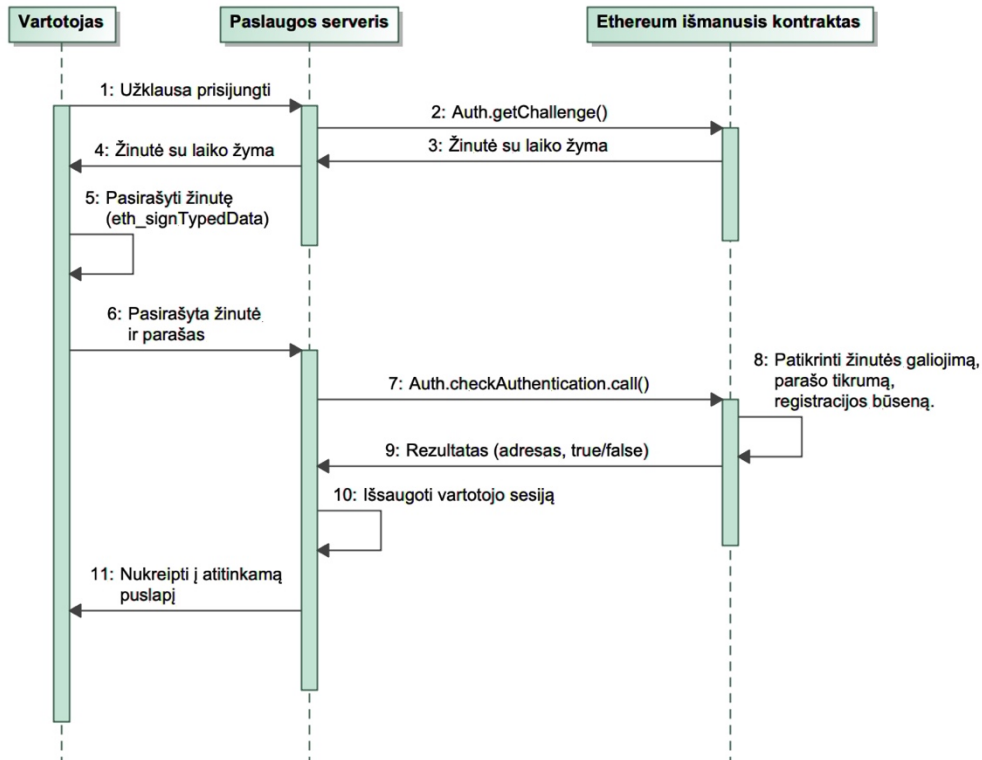 Vartotojas
Paslaugos serveris
Ethereum išmanusis kontraktas
1: Užklausa prisijungti
2: Auth.getChallenge()
3: Žinutė su laiko žyma
4: Žinutė su laiko žyma
5: Pasirašyti žinutę
(eth_signTypedData)
6: Pasirašyta žinutė
ir parašas
7: Auth.checkAuthentication.call()
8: Patikrinti žinutės galiojimą,
parašo tikrumą,
registracijos būseną.
9: Rezultatas (adresas, true/false)
10: Išsaugoti vartotojo sesiją
11: Nukreipti į atitinkamą
puslapį